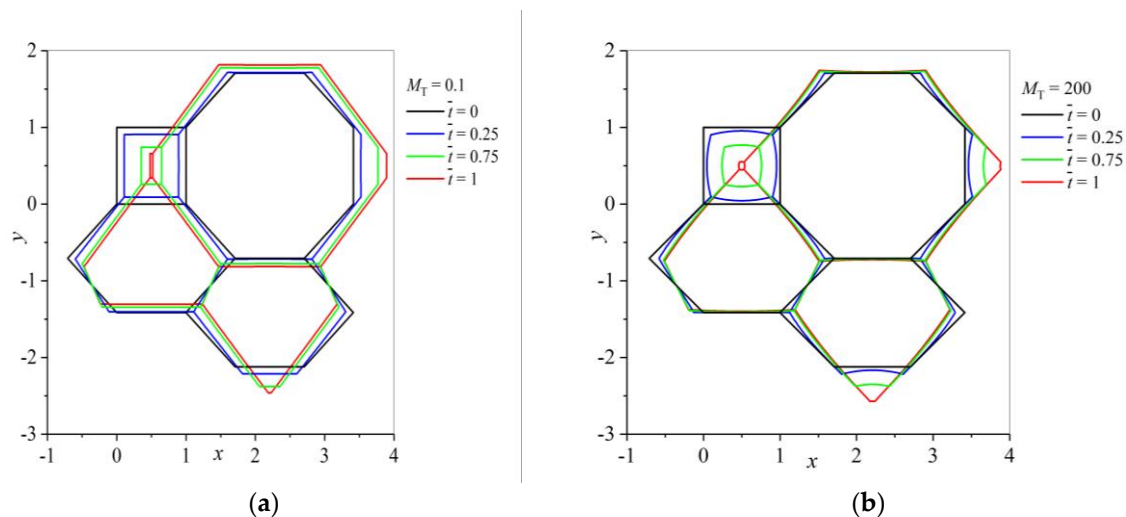 2
1
0
-1
-2
-3
y
-1 0 1 2 3 4
x
M_T = 0.1
t̄ = 0
t̄ = 0.25
t̄ = 0.75
t̄ = 1
(a)
2
1
0
-1
-2
-3
y
-1 0 1 2 3 4
x
M_T = 200
t̄ = 0
t̄ = 0.25
t̄ = 0.75
t̄ = 1
(b)